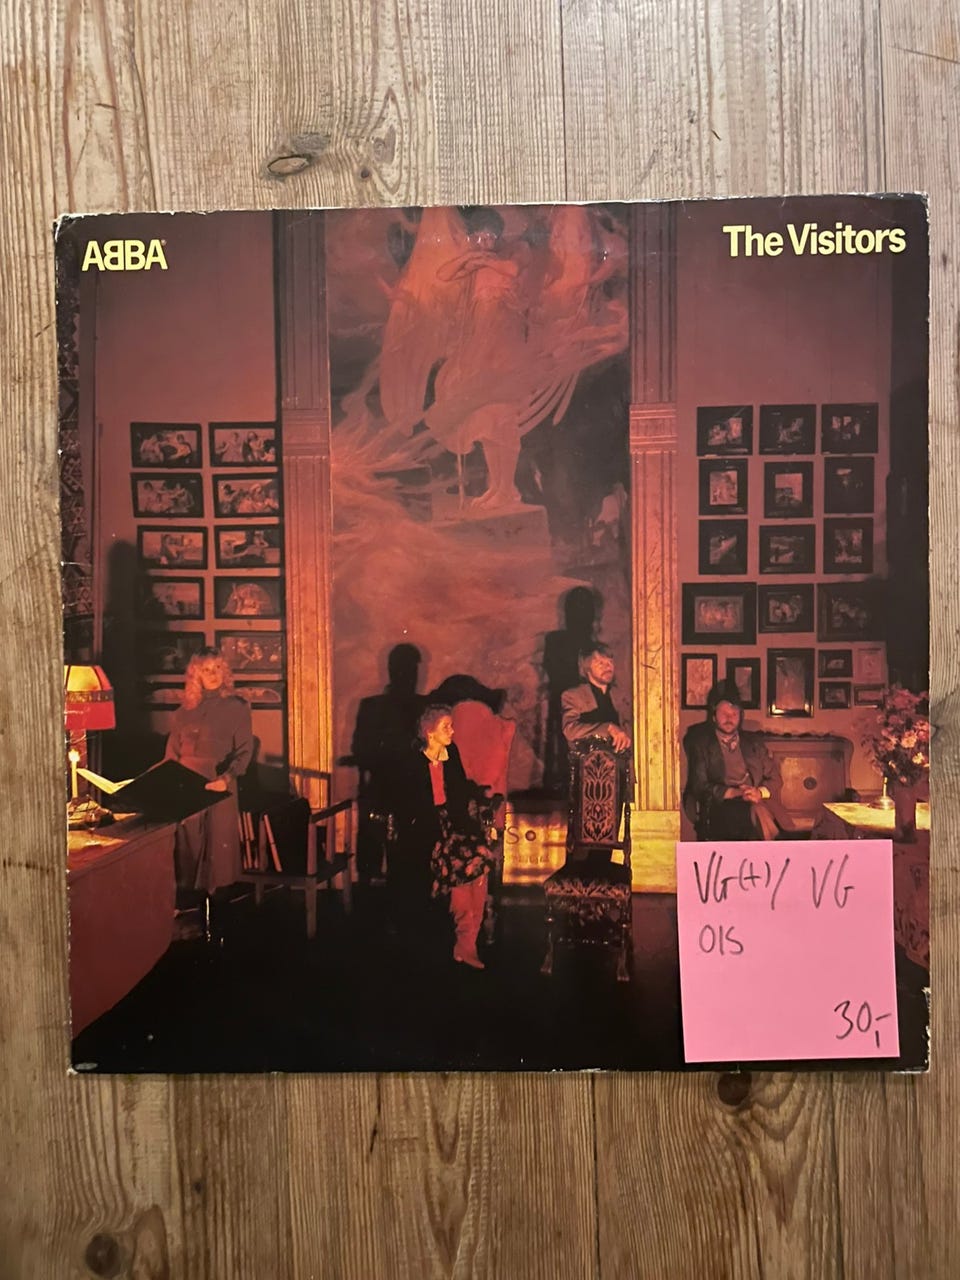 ABBA
The Visitors
VG(+)/ VG
OIS
30,-